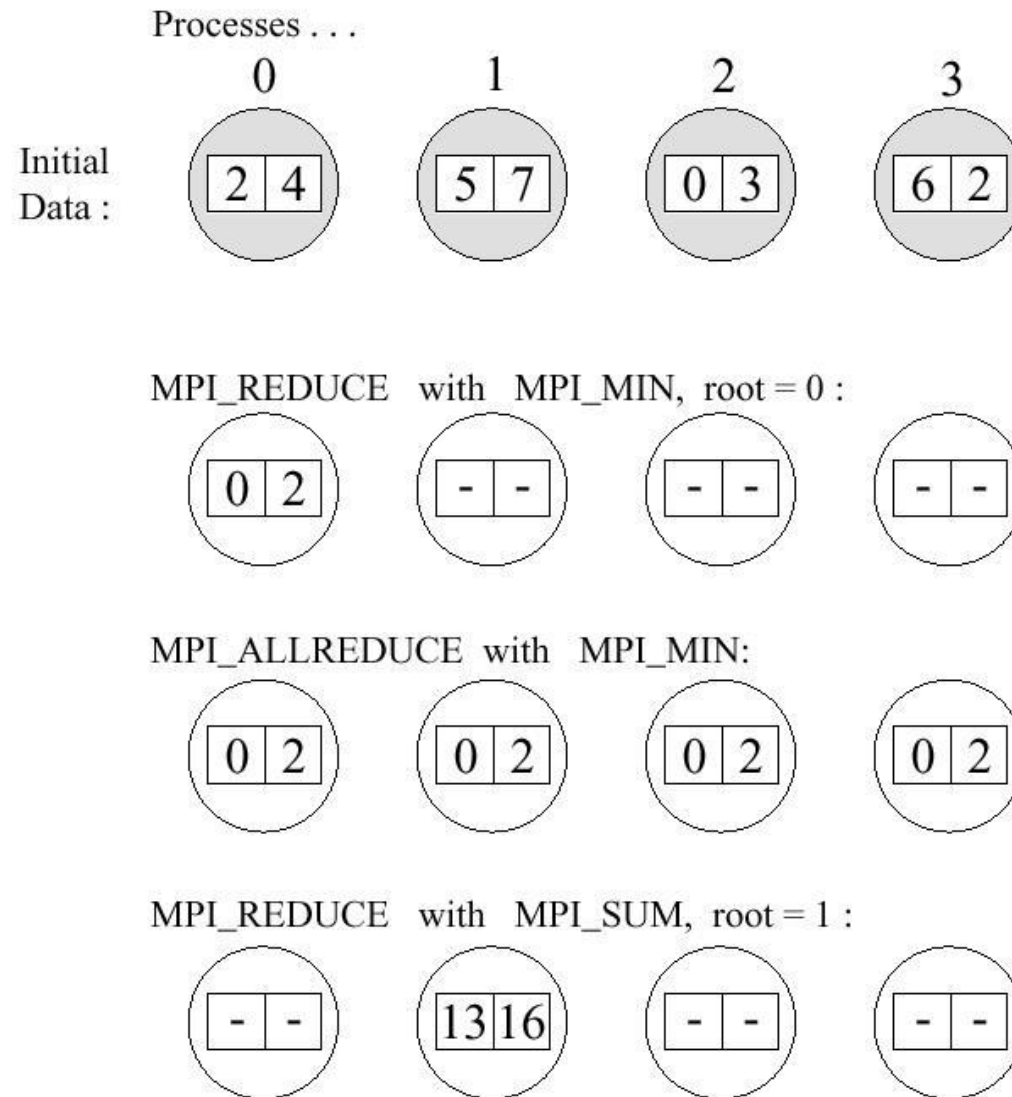 Processes . . .
0 1 2 3
Initial
Data :
2 4 5 7 0 3 6 2
MPI_REDUCE with MPI_MIN, root = 0 :
0 2 - - - - - -
MPI_ALLREDUCE with MPI_MIN:
0 2 0 2 0 2 0 2
MPI_REDUCE with MPI_SUM, root = 1 :
- - 13 16 - - - -